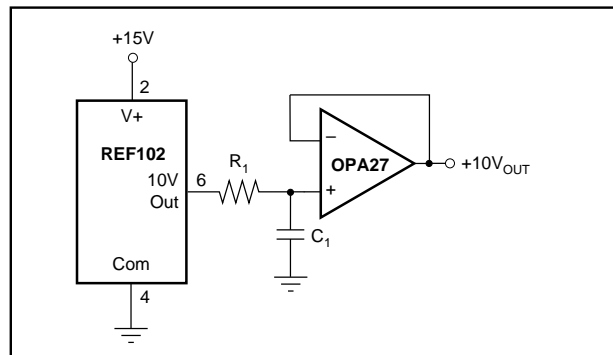 +15V
2
V+
REF102
10V
Out
6
Com
4
R1
C1
–
+
OPA27
+10VOUT